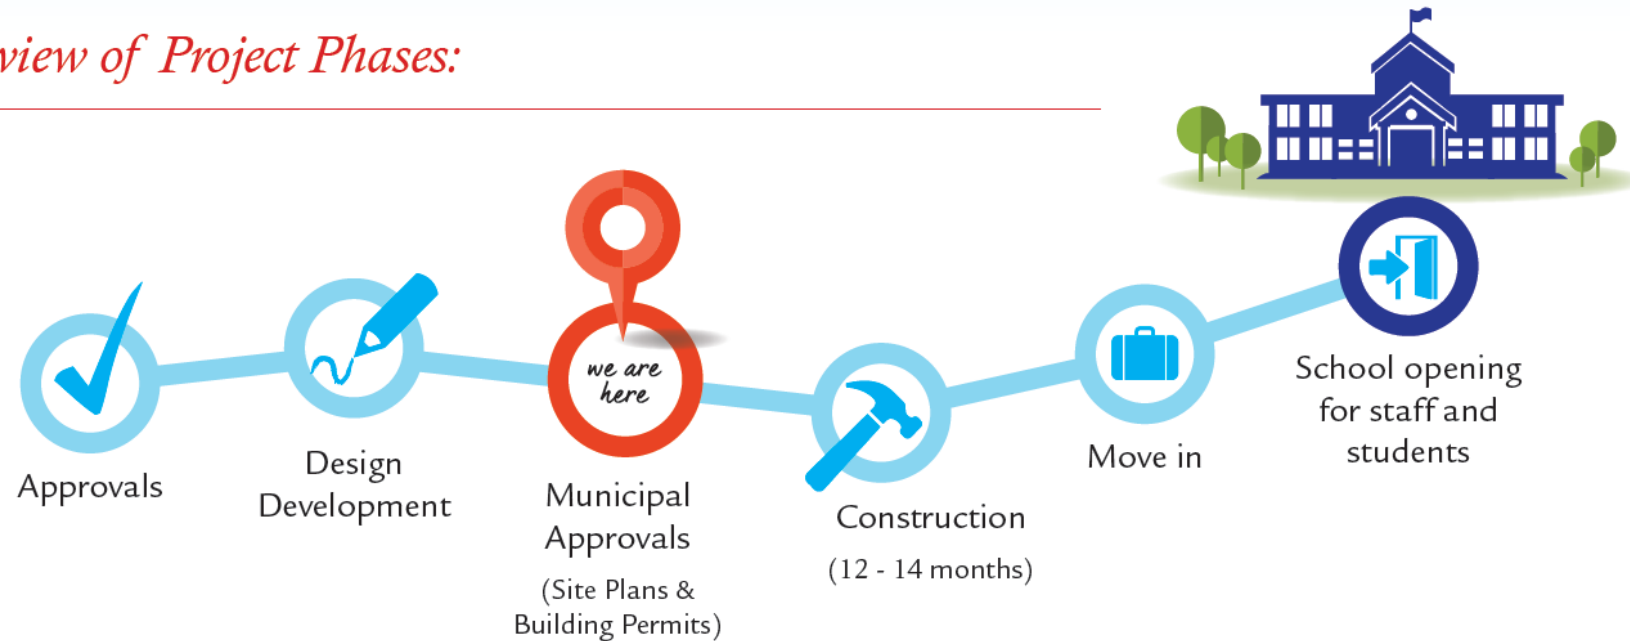 view of Project Phases:
we are
here
Approvals
Design
Development
Municipal
Approvals
(Site Plans &
Building Permits)
Construction
(12 - 14 months)
Move in
School opening
for staff and
students